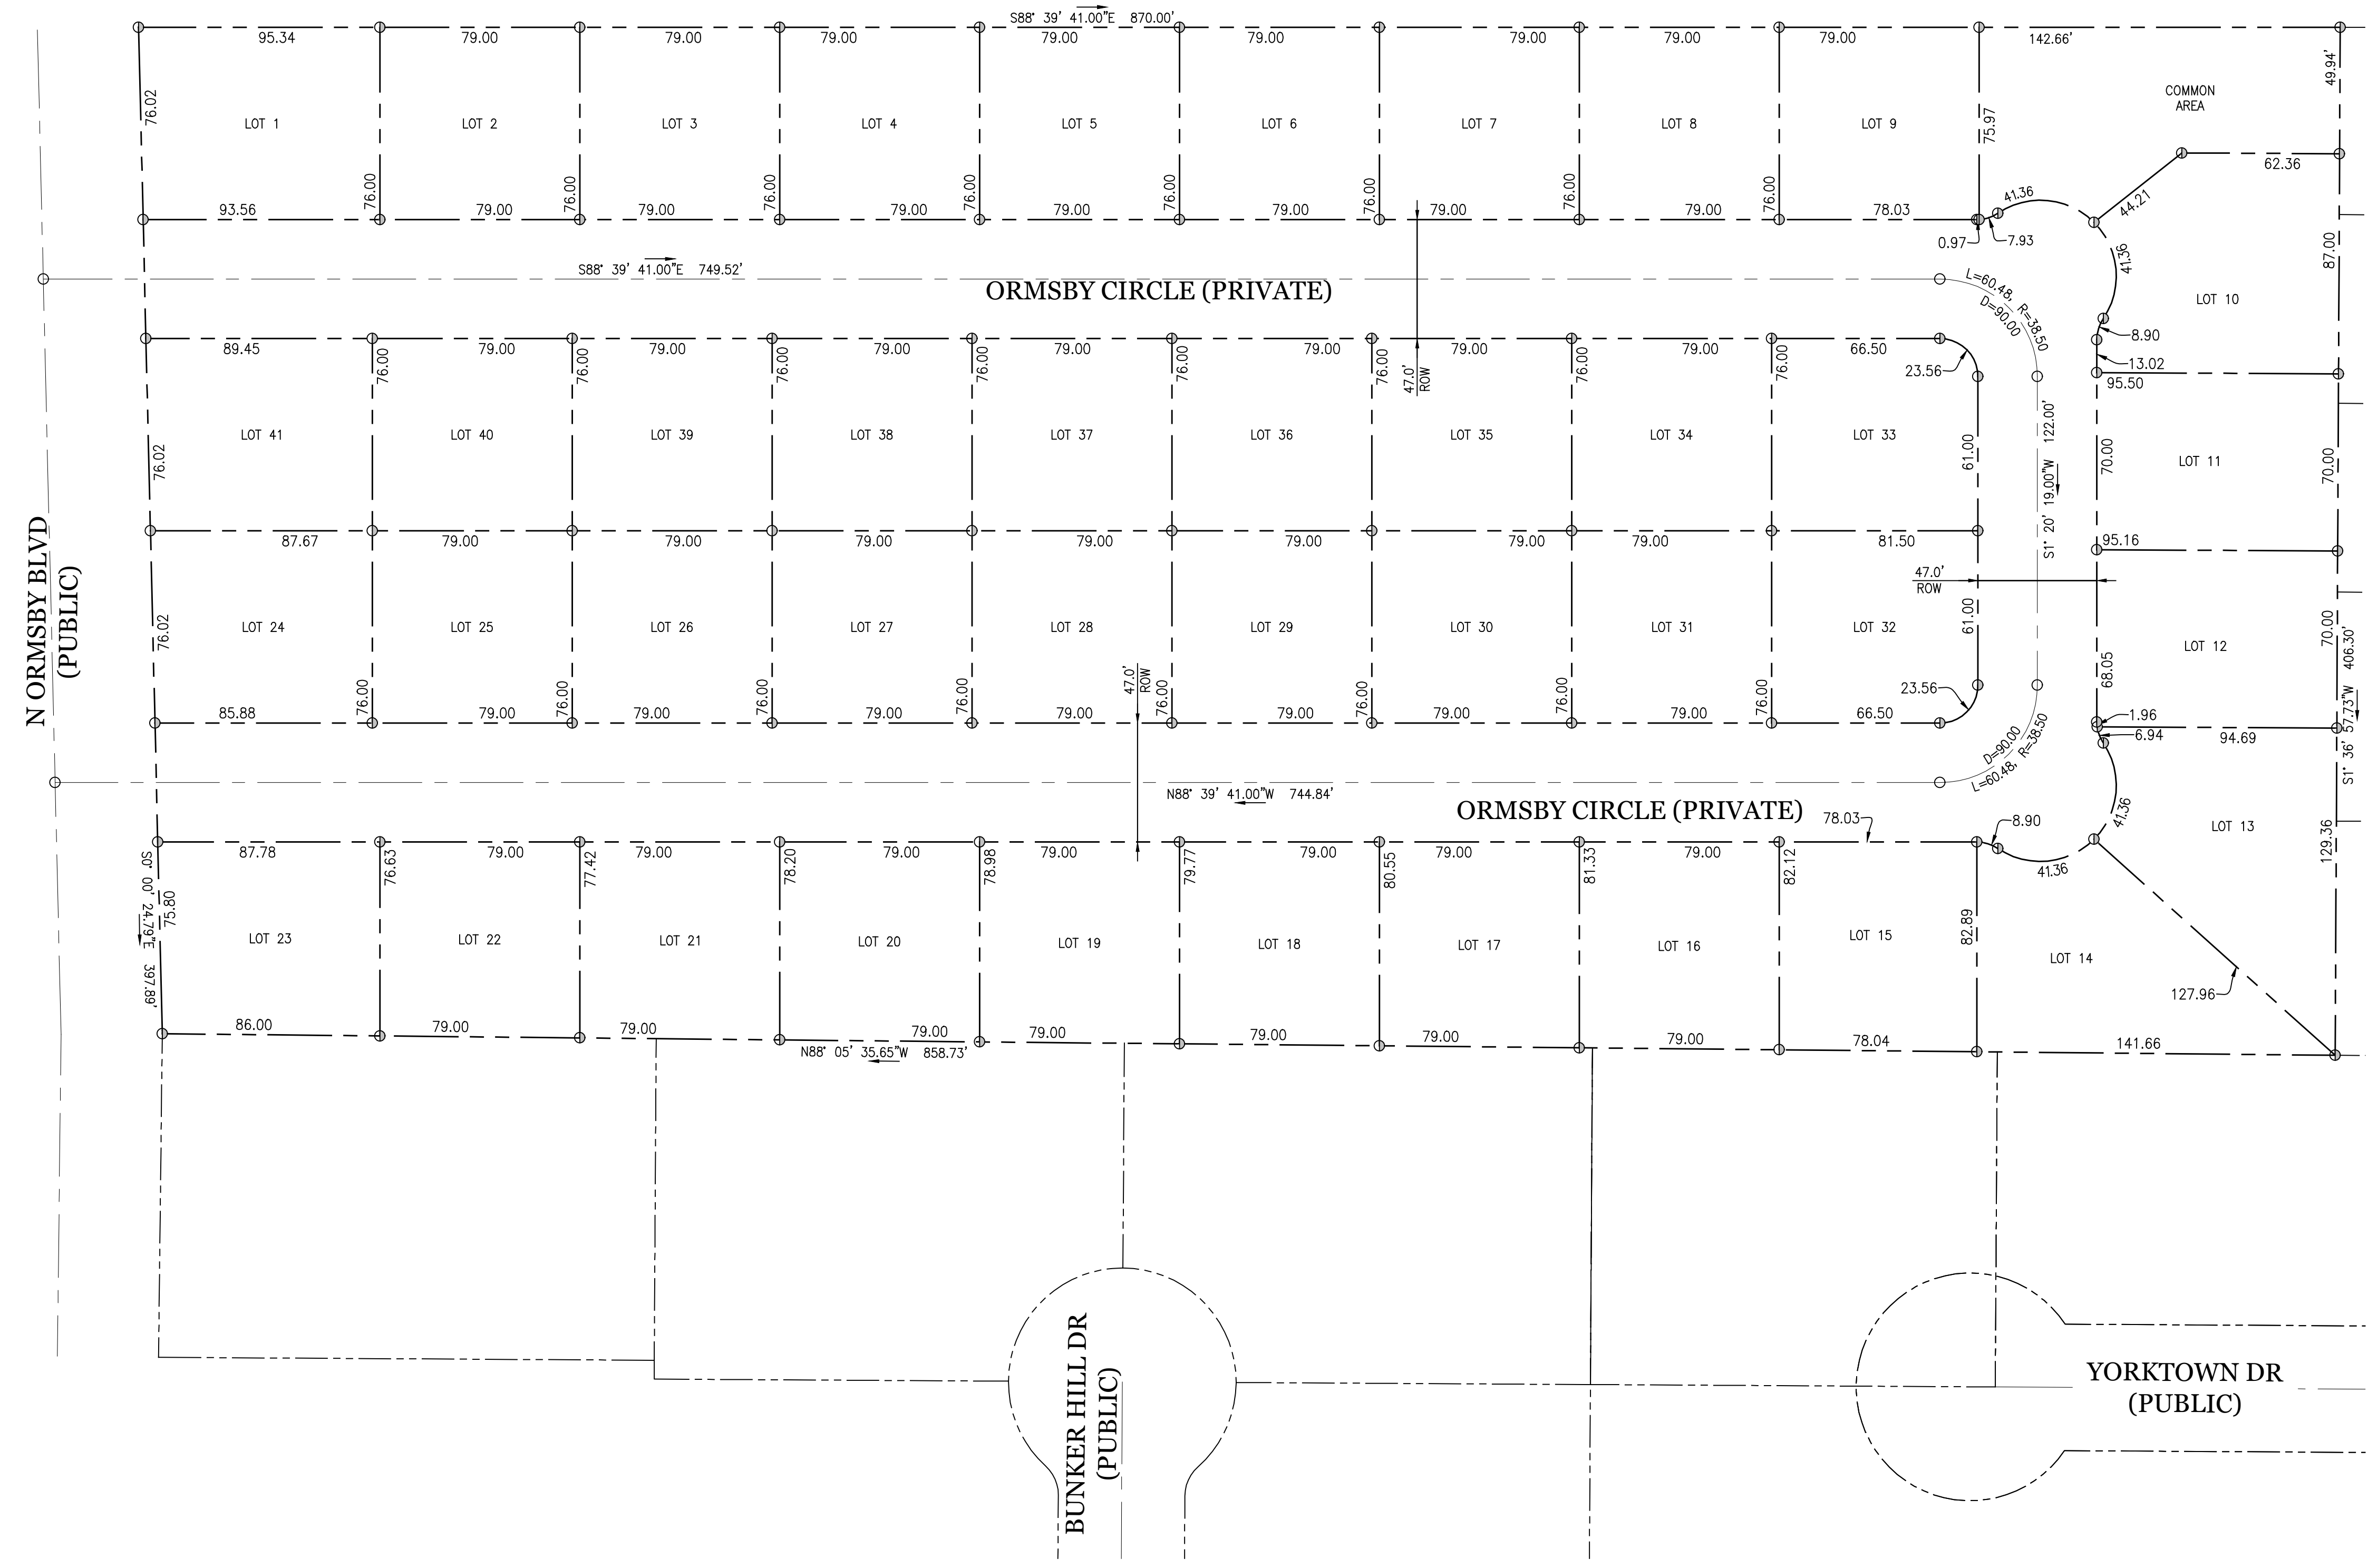 S88° 39' 41.00"E 870.00'
95.34
79.00
79.00
79.00
79.00
79.00
79.00
79.00
79.00
142.66'
49.94'
76.02
LOT 1
LOT 2
LOT 3
LOT 4
LOT 5
LOT 6
LOT 7
LOT 8
LOT 9
75.97
COMMON
AREA
62.36
76.00
76.00
76.00
76.00
76.00
76.00
76.00
76.00
93.56
79.00
79.00
79.00
79.00
79.00
79.00
79.00
78.03
41.36
44.21
0.97
7.93
41.36
87.00
LOT 10
S88° 39' 41.00"E 749.52'
ORMSBY CIRCLE (PRIVATE)
L=60.48, R=38.50
D=90.00
8.90
13.02
95.50
89.45
79.00
79.00
79.00
79.00
79.00
79.00
79.00
66.50
23.56
76.00
76.00
76.00
76.00
76.00
76.00
76.00
76.00
47.0'
ROW
76.02
LOT 41
LOT 40
LOT 39
LOT 38
LOT 37
LOT 36
LOT 35
LOT 34
LOT 33
61.00
S1° 20' 19.00"W 122.00'
70.00
LOT 11
70.00
87.67
79.00
79.00
79.00
79.00
79.00
79.00
79.00
81.50
95.16
47.0'
ROW
N ORMSBY BLVD
(PUBLIC)
76.02
LOT 24
LOT 25
LOT 26
LOT 27
LOT 28
LOT 29
LOT 30
LOT 31
LOT 32
61.00
68.05
LOT 12
70.00
S1° 36' 57.73"W 406.30'
76.00
76.00
76.00
76.00
47.0'
ROW
76.00
76.00
76.00
76.00
85.88
79.00
79.00
79.00
79.00
79.00
79.00
79.00
66.50
23.56
1.96
6.94
94.69
D=90.00
L=60.48, R=38.50
N88° 39' 41.00"W 744.84'
ORMSBY CIRCLE (PRIVATE)
78.03
8.90
41.36
41.36
LOT 13
129.36
87.78
79.00
79.00
79.00
79.00
79.00
79.00
79.00
S0° 00' 24.79"E 397.89'
75.80
76.63
77.42
78.20
78.98
79.77
80.55
81.33
82.12
82.89
LOT 23
LOT 22
LOT 21
LOT 20
LOT 19
LOT 18
LOT 17
LOT 16
LOT 15
LOT 14
127.96
86.00
79.00
79.00
79.00
79.00
79.00
79.00
79.00
78.04
141.66
N88° 05' 35.65"W 858.73'
BUNKER HILL DR
(PUBLIC)
YORKTOWN DR
(PUBLIC)